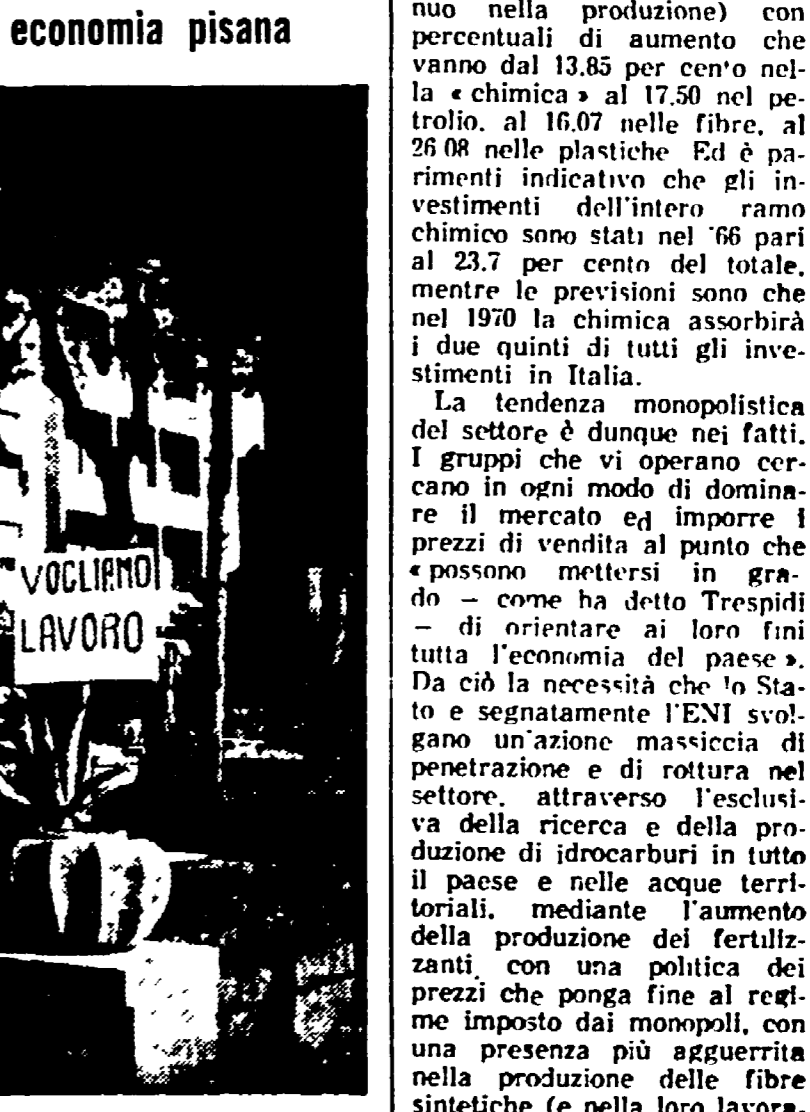 economia pisana
VOGLIAMO
LAVORO
nuo nella produzione) con
percentuali di aumento che
vanno dal 13.85 per cen'o nel-
la « chimica » al 17.50 nel pe-
trolio. al 16.07 nelle fibre, al
26 08 nelle plastiche Ed è pa-
rimenti indicativo che gli in-
vestimenti dell'intero ramo
chimico sono stati nel '66 pari
al 23.7 per cento del totale,
mentre le previsioni sono che
nel 1970 la chimica assorbirà
i due quinti di tutti gli inve-
stimenti in Italia.
La tendenza monopolistica
del settore è dunque nei fatti.
I gruppi che vi operano cer-
cano in ogni modo di domina-
re il mercato ed imporre i
prezzi di vendita al punto che
« possono mettersi in gra-
do — come ha detto Trespidi
— di orientare ai loro fini
tutta l'economia del paese ».
Da ciò la necessità che lo Sta-
to e segnatamente l'ENI svol-
gano un'azione massiccia di
penetrazione e di rottura nel
settore. attraverso l'esclusi-
va della ricerca e della pro-
duzione di idrocarburi in tutto
il paese e nelle acque terri-
toriali. mediante l'aumento
della produzione dei fertiliz-
zanti. con una politica dei
prezzi che ponga fine al regi-
me imposto dai monopoli, con
una presenza più agguerrita
nella produzione delle fibre
sintetiche (e nella loro lavora-